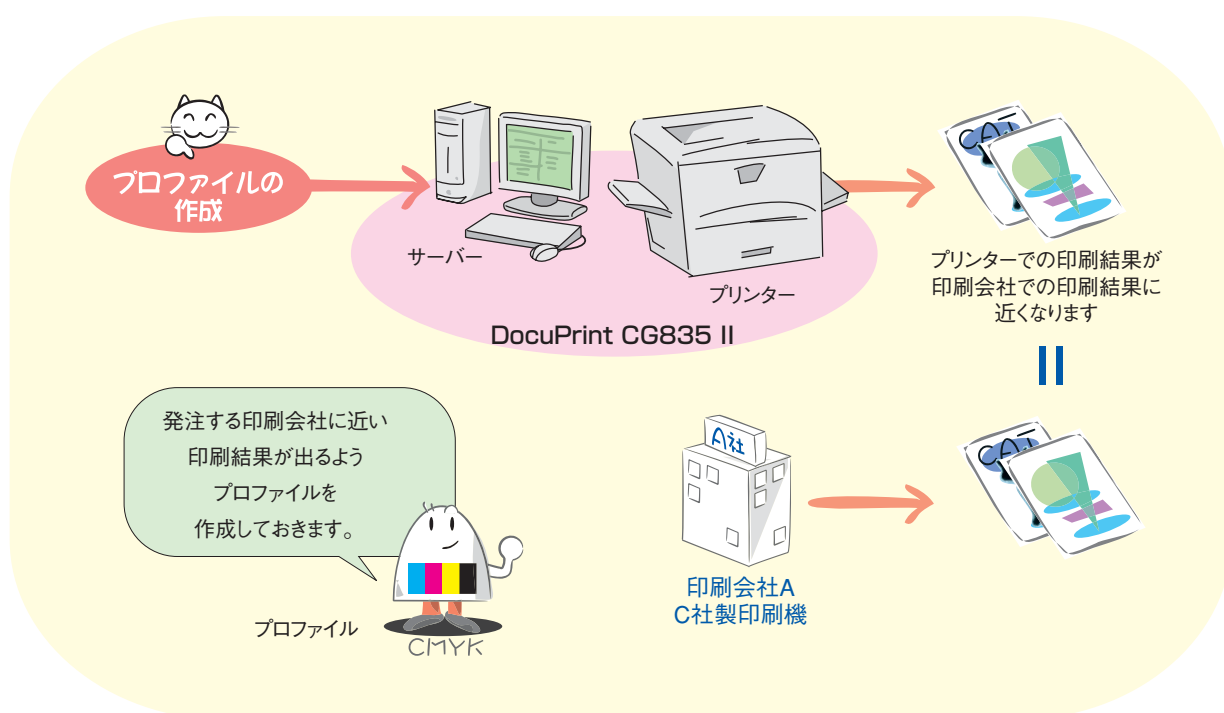 プロファイルの
作成
サーバー
プリンター
DocuPrint CG835 II
プリンターでの印刷結果が
印刷会社での印刷結果に
近くなります
発注する印刷会社に近い
印刷結果が出るよう
プロファイルを
作成しておきます。
プロファイル
CMYK
A社
印刷会社A
C社製印刷機
CAT
CAT